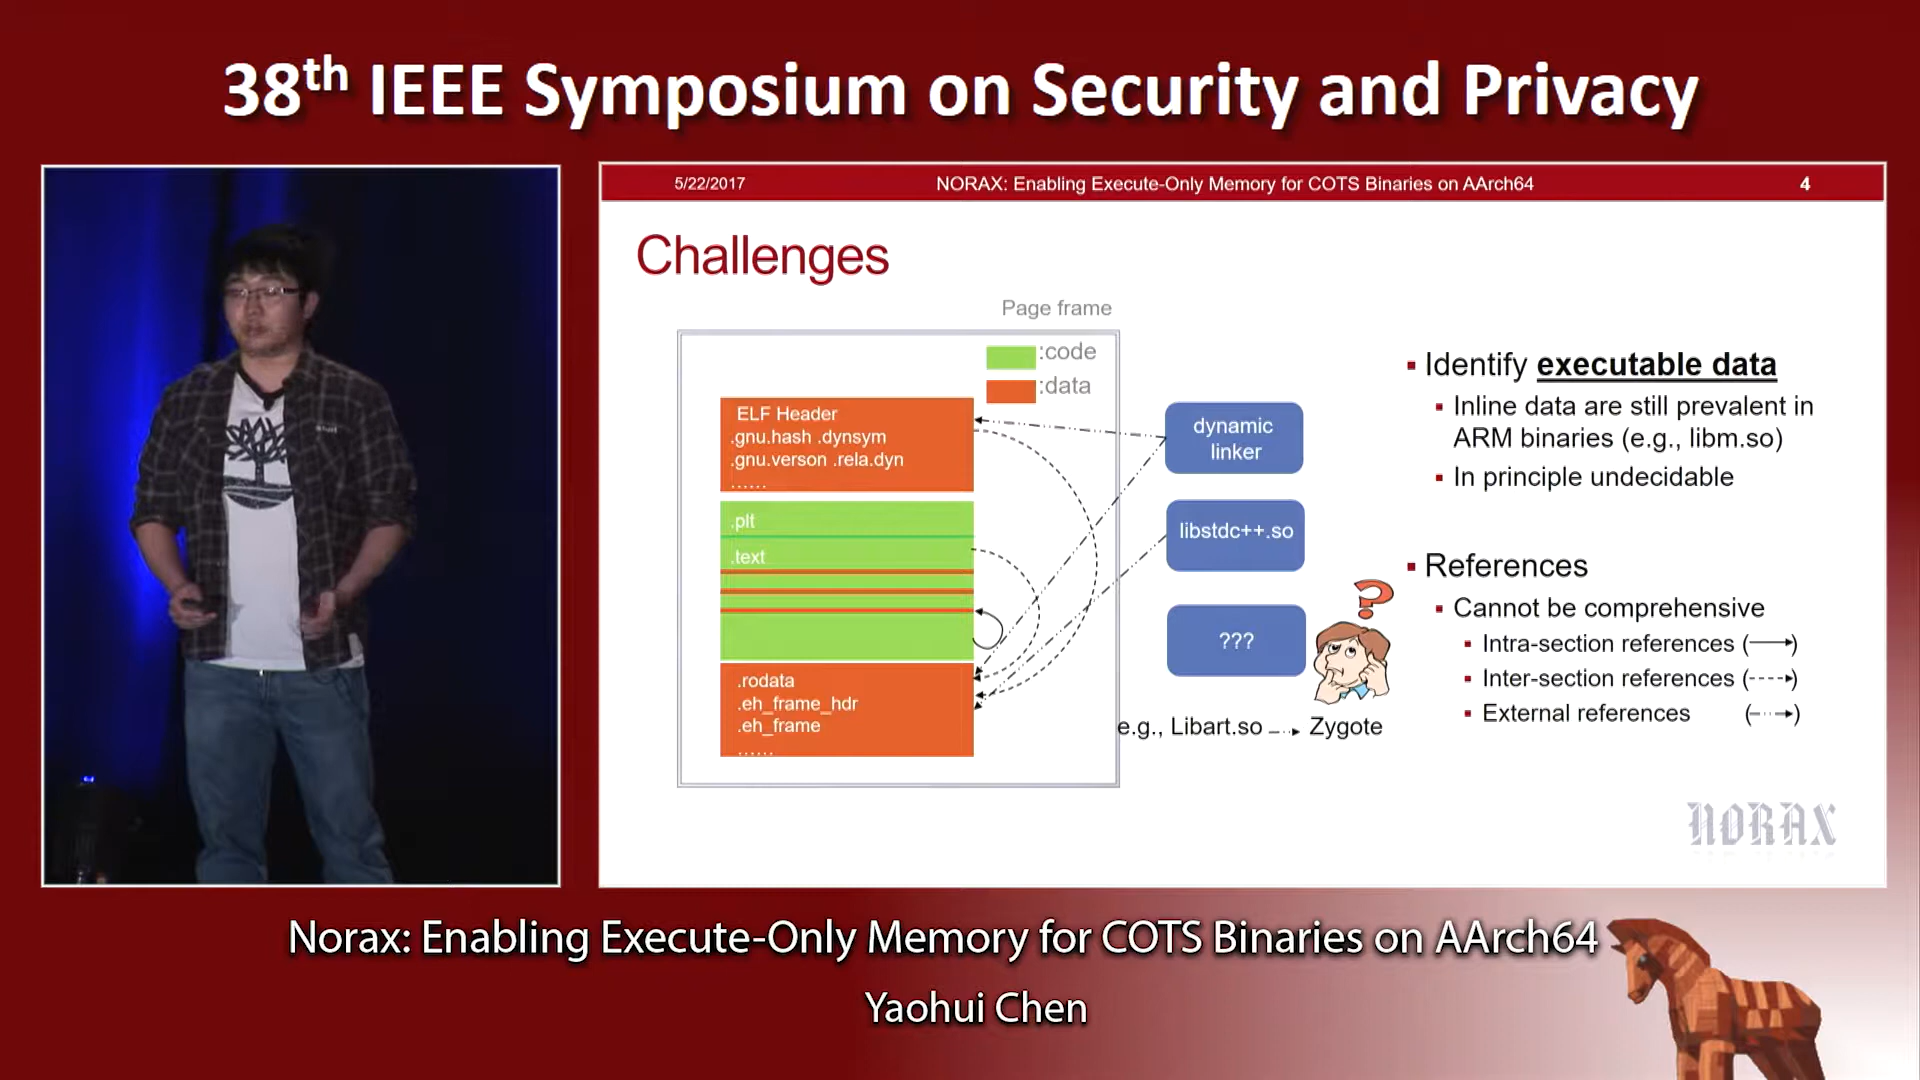 38th IEEE Symposium on Security and Privacy
5/22/2017
NORAX: Enabling Execute-Only Memory for COTS Binaries on AArch64
4
Challenges
Page frame
:code
:data
ELF Header
.gnu.hash .dynsym
.gnu.verson .rela.dyn
......
.plt
.text
.rodata
.eh_frame_hdr
.eh_frame
......
dynamic
linker
libstdc++.so
???
?
e.g., Libart.so Zygote
Identify executable data
Inline data are still prevalent in
ARM binaries (e.g., libm.so)
In principle undecidable
References
Cannot be comprehensive
Intra-section references (
)
Inter-section references (
)
External references (
)
NORAX
Norax: Enabling Execute-Only Memory for COTS Binaries on AArch64
Yaohui Chen